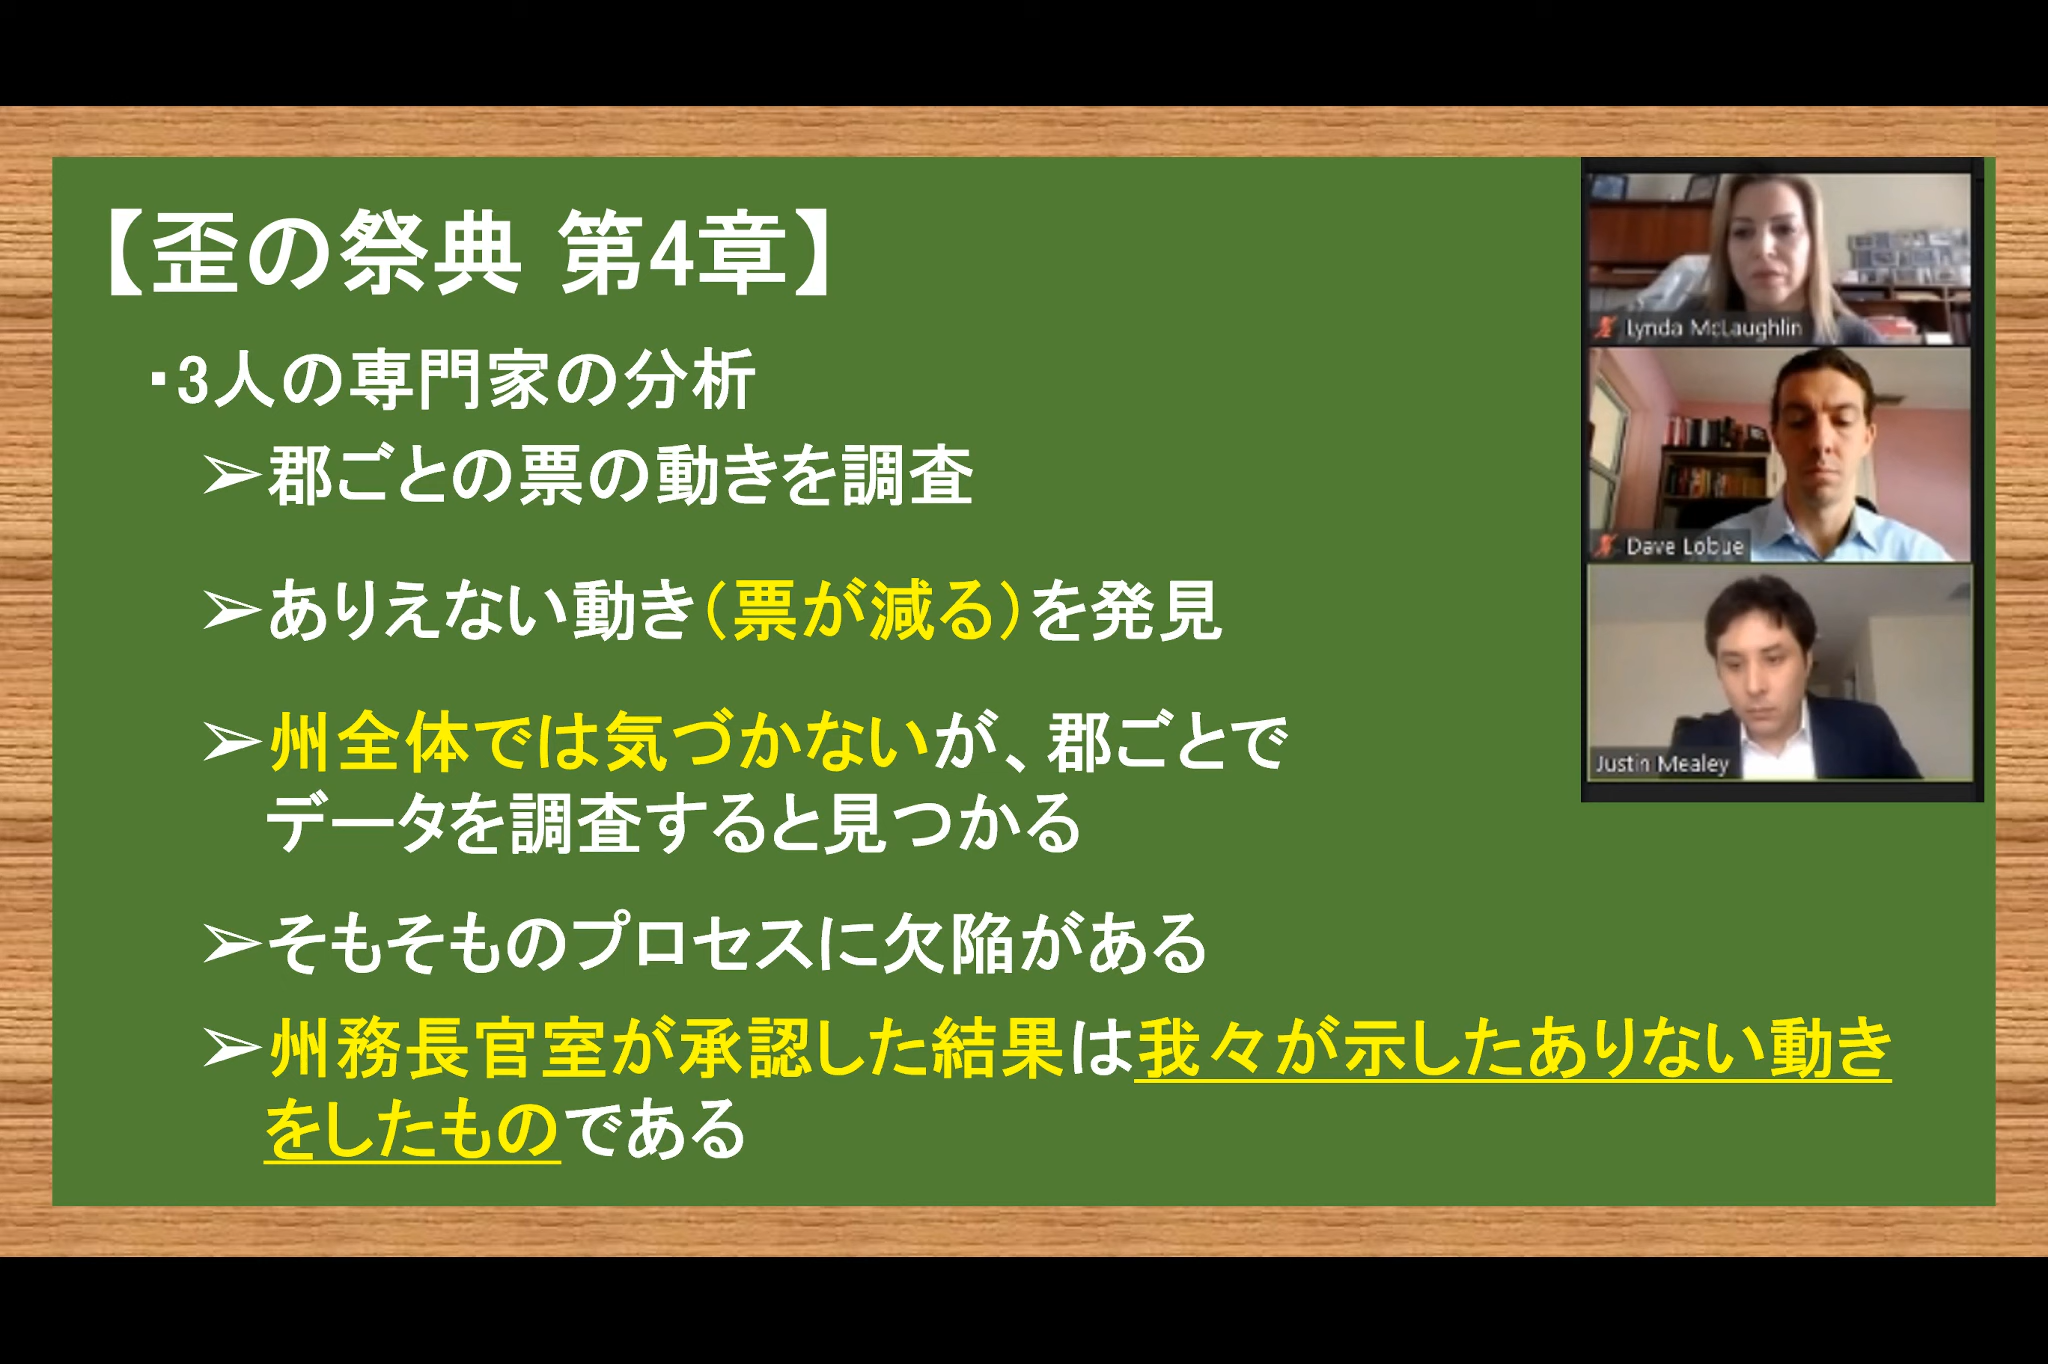 【歪の祭典 第4章】
・3人の専門家の分析
➢郡ごとの票の動きを調査
➢ありえない動き（票が減る）を発見
➢州全体では気づかないが、郡ごとで
データを調査すると見つかる
➢そもそものプロセスに欠陥がある
➢州務長官室が承認した結果は我々が示したありない動き
をしたものである
Lynda McLaughlin
Dave Lobue
Justin Mealey